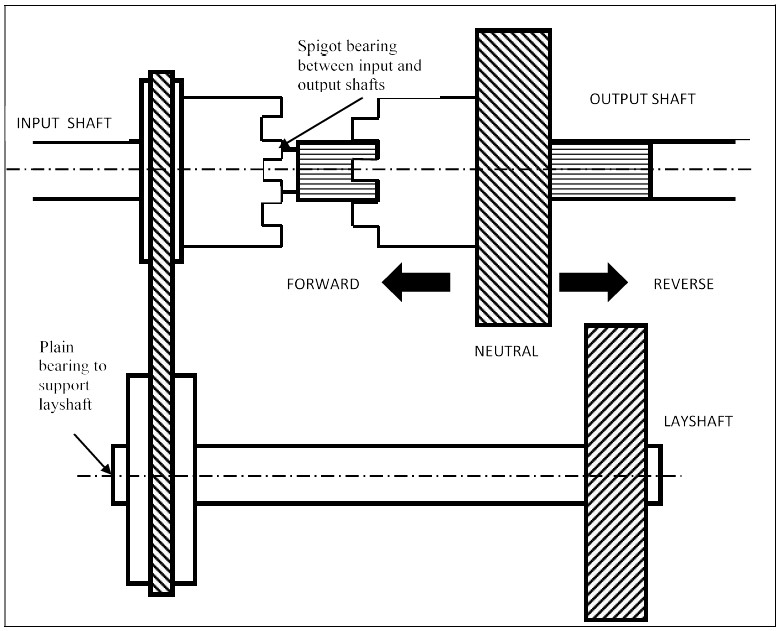 Spigot bearing
between input and
output shafts
INPUT SHAFT
OUTPUT SHAFT
FORWARD
REVERSE
NEUTRAL
Plain
bearing to
support
layshaft
LAYSHAFT